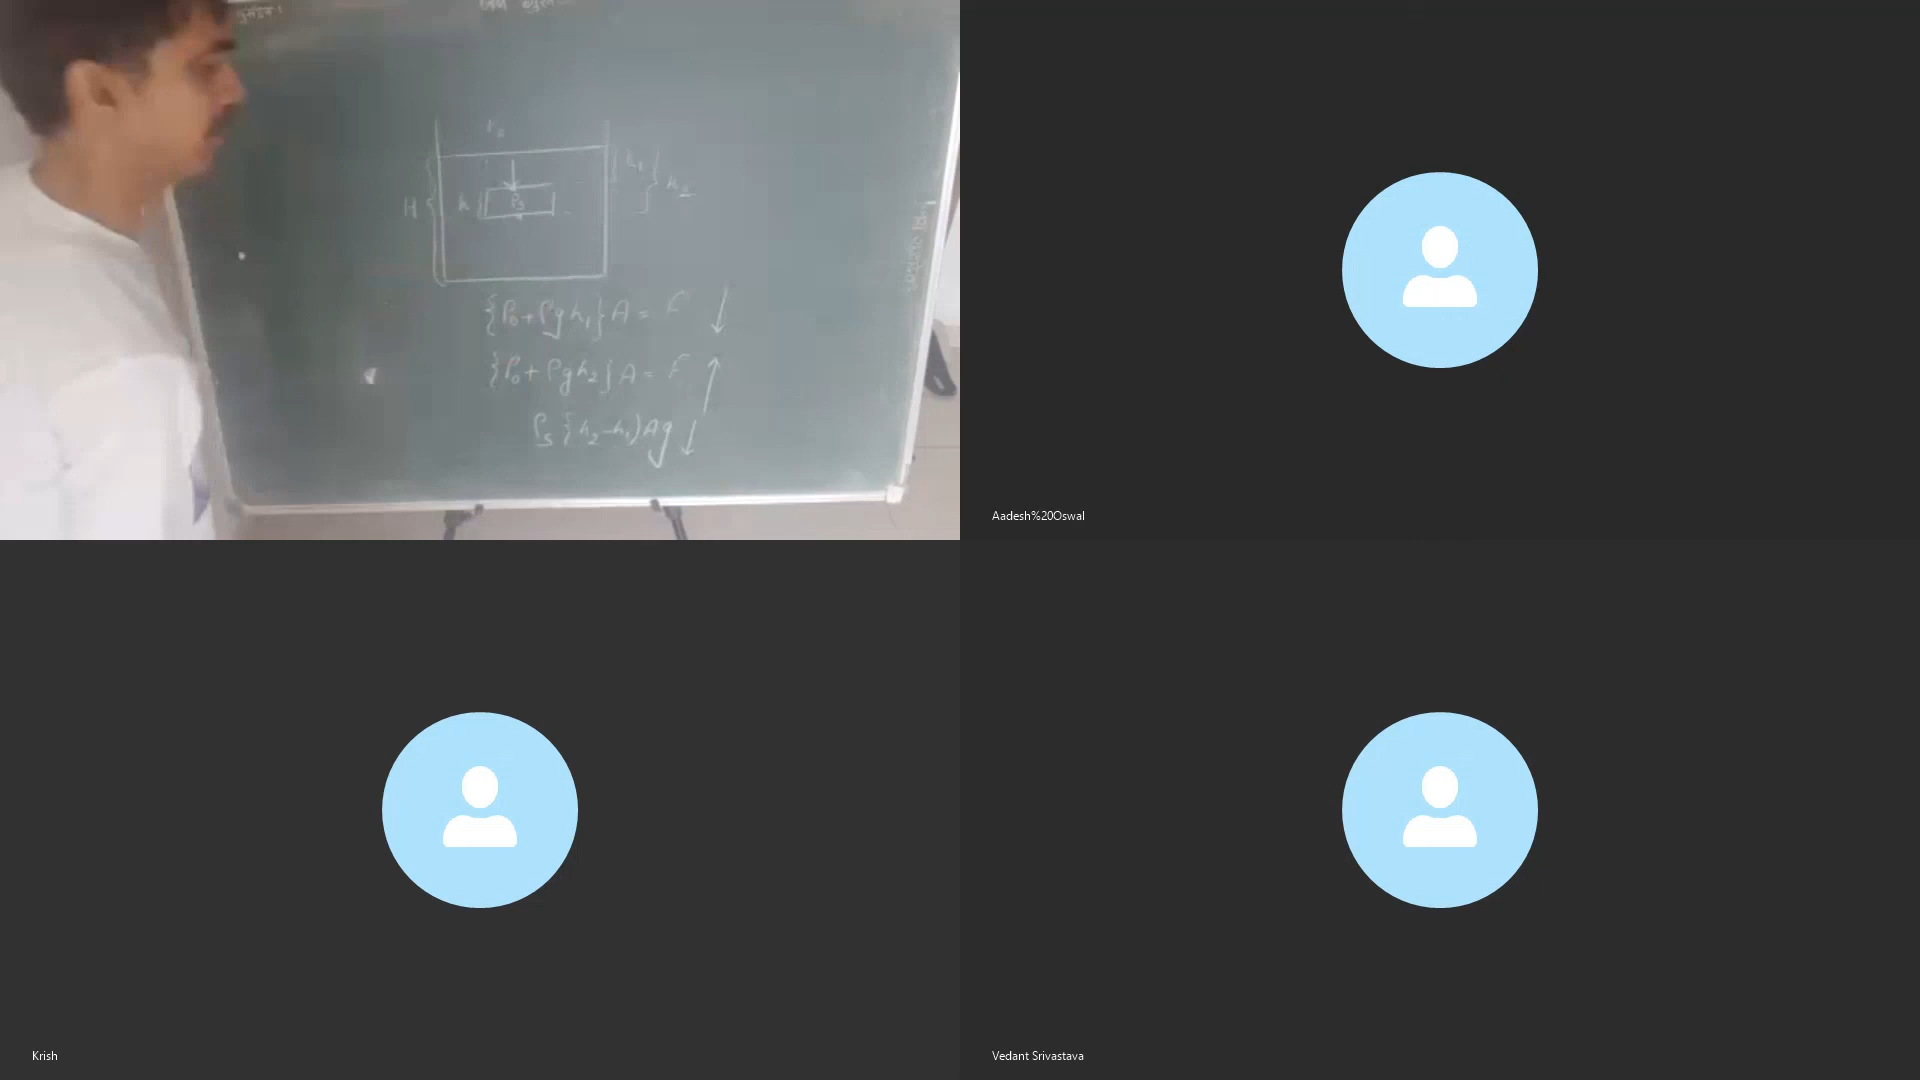 P₀
H
h
ρs
h₁
h₂
{P₀+ρgh₁}A = F ↓
{P₀+ρgh₂}A = F ↑
ρs{h₂-h₁)Ag ↓
Aadesh%20Oswal
Krish
Vedant Srivastava